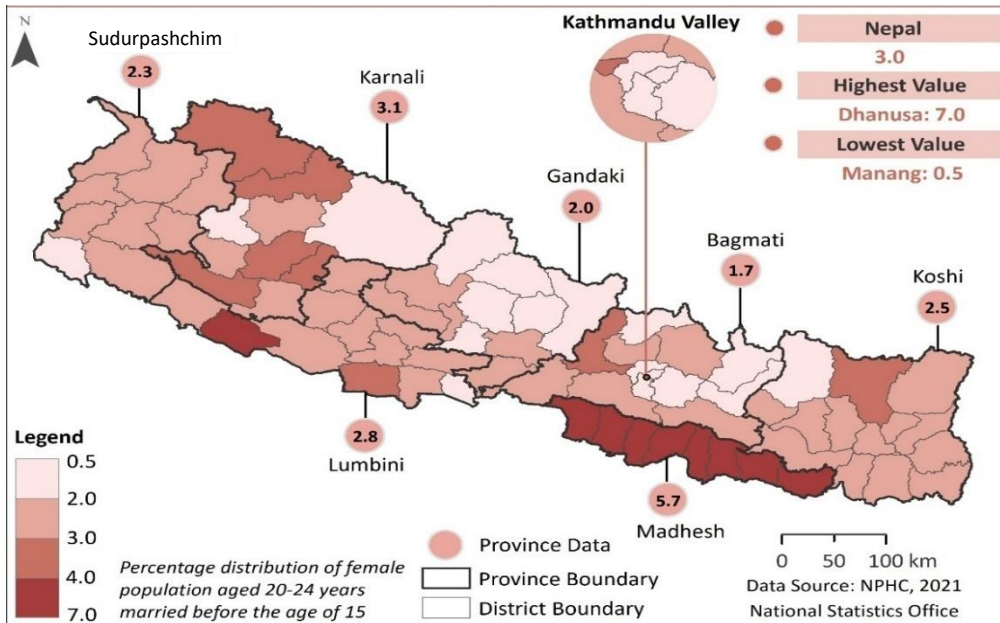 N
Sudurpashchim
2.3
Karnali
3.1
Kathmandu Valley
Gandaki
2.0
Bagmati
1.7
Koshi
2.5
Nepal
3.0
Highest Value
Dhanusa: 7.0
Lowest Value
Manang: 0.5
2.8
Lumbini
5.7
Madhesh
Legend
0.5
2.0
3.0
4.0
7.0
Percentage distribution of female
population aged 20-24 years
married before the age of 15
Province Data
Province Boundary
District Boundary
0 50 100 km
Data Source: NPHC, 2021
National Statistics Office